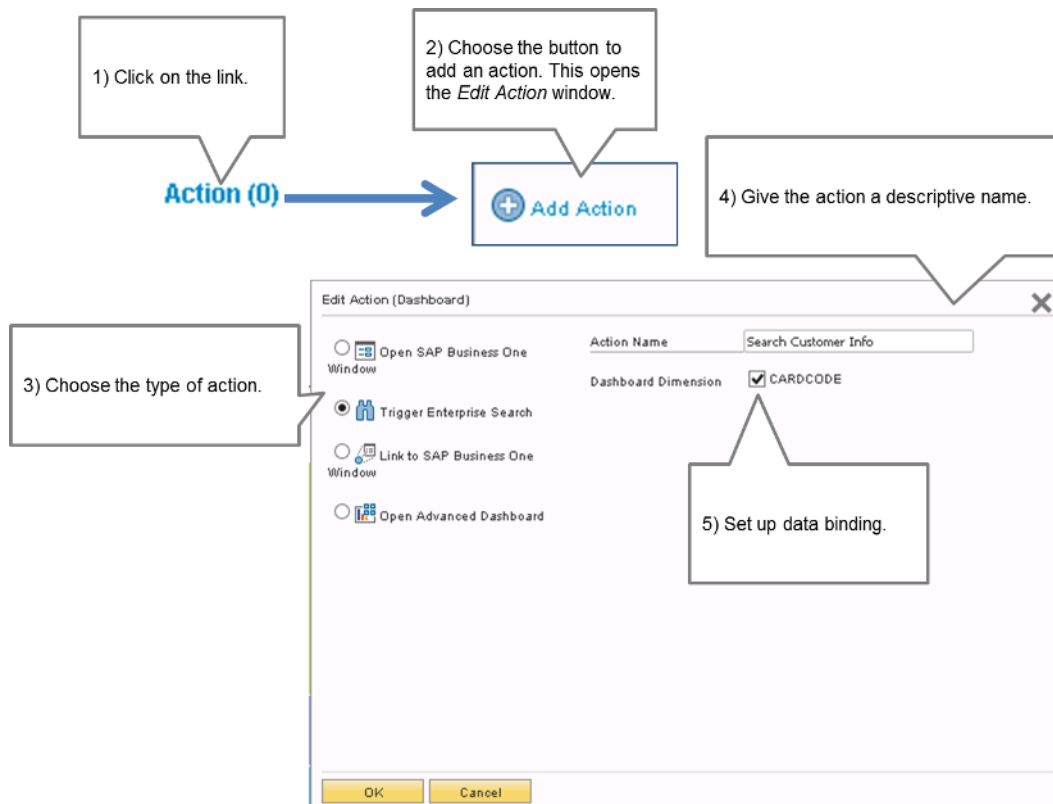 1) Click on the link.
2) Choose the button to
add an action. This opens
the Edit Action window.
Action (0)
Add Action
4) Give the action a descriptive name.
Edit Action (Dashboard)
3) Choose the type of action.
Open SAP Business One
Window
Trigger Enterprise Search
Link to SAP Business One
Window
Open Advanced Dashboard
Action Name
Search Customer Info
Dashboard Dimension
CARDCODE
5) Set up data binding.
OK
Cancel